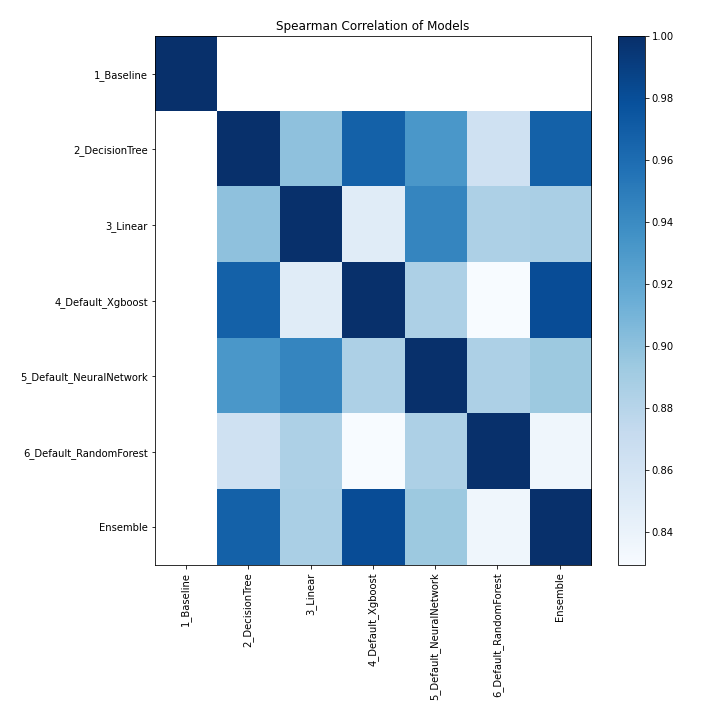 Spearman Correlation of Models
1_Baseline
2_DecisionTree
3_Linear
4_Default_Xgboost
5_Default_NeuralNetwork
6_Default_RandomForest
Ensemble
1_Baseline
2_DecisionTree
3_Linear
4_Default_Xgboost
5_Default_NeuralNetwork
6_Default_RandomForest
Ensemble
1.00
0.98
0.96
0.94
0.92
0.90
0.88
0.86
0.84